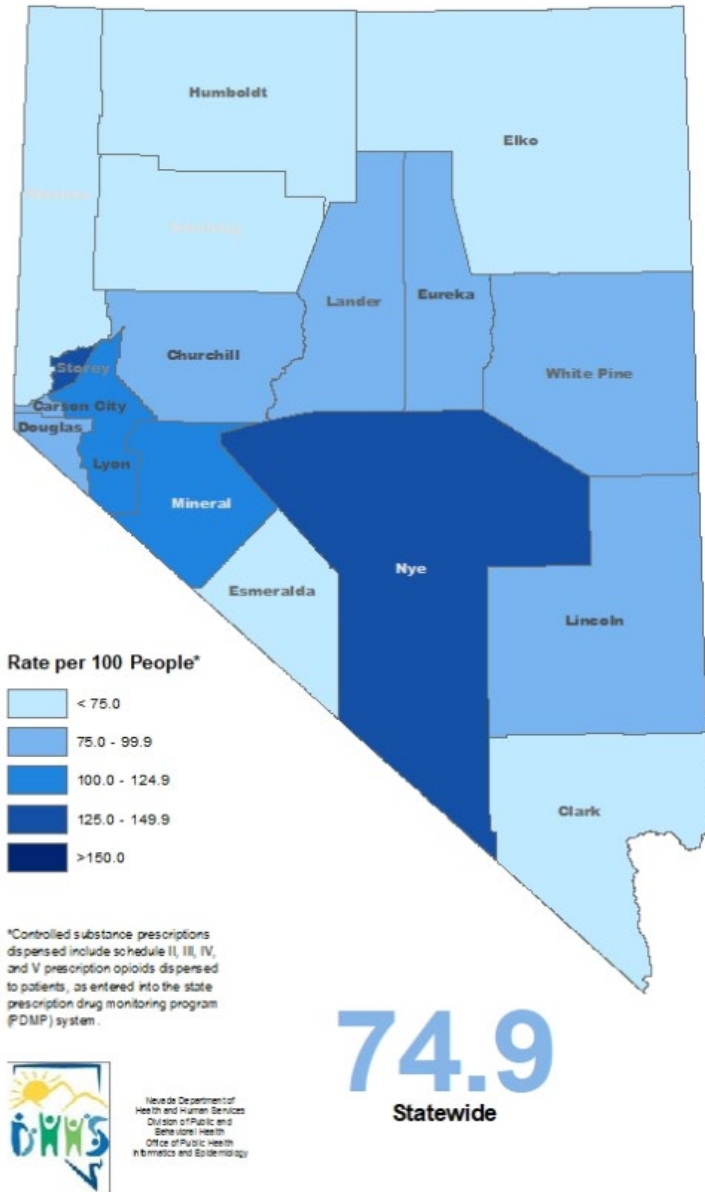 Humboldt
Elko
Washoe
Pershing
Lander
Eureka
Churchill
White Pine
Storey
Carson City
Douglas
Lyon
Mineral
Nye
Esmeralda
Lincoln
Clark
Rate per 100 People*
< 75.0
75.0 - 99.9
100.0 - 124.9
125.0 - 149.9
>150.0
*Controlled substance prescriptions
dispensed include schedule II, III, IV,
and V prescription opioids dispensed
to patients, as entered into the state
prescription drug monitoring program
(PDMP) system.
74.9
Statewide
DHHS
Nevada Department of
Health and Human Services
Division of Public and
Behavioral Health
Office of Public Health
Informatics and Epidemiology